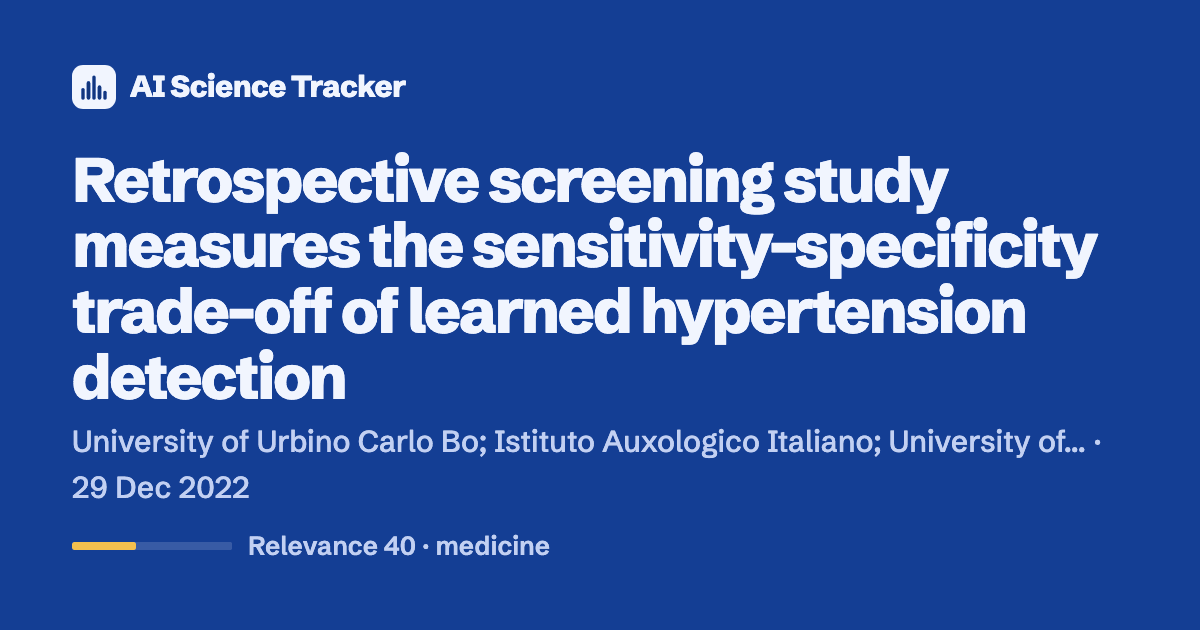 AI Science Tracker
Retrospective screening study
measures the sensitivity-specificity
trade-off of learned hypertension
detection
University of Urbino Carlo Bo; Istituto Auxologico Italiano; University of... ·
29 Dec 2022
Relevance 40 · medicine